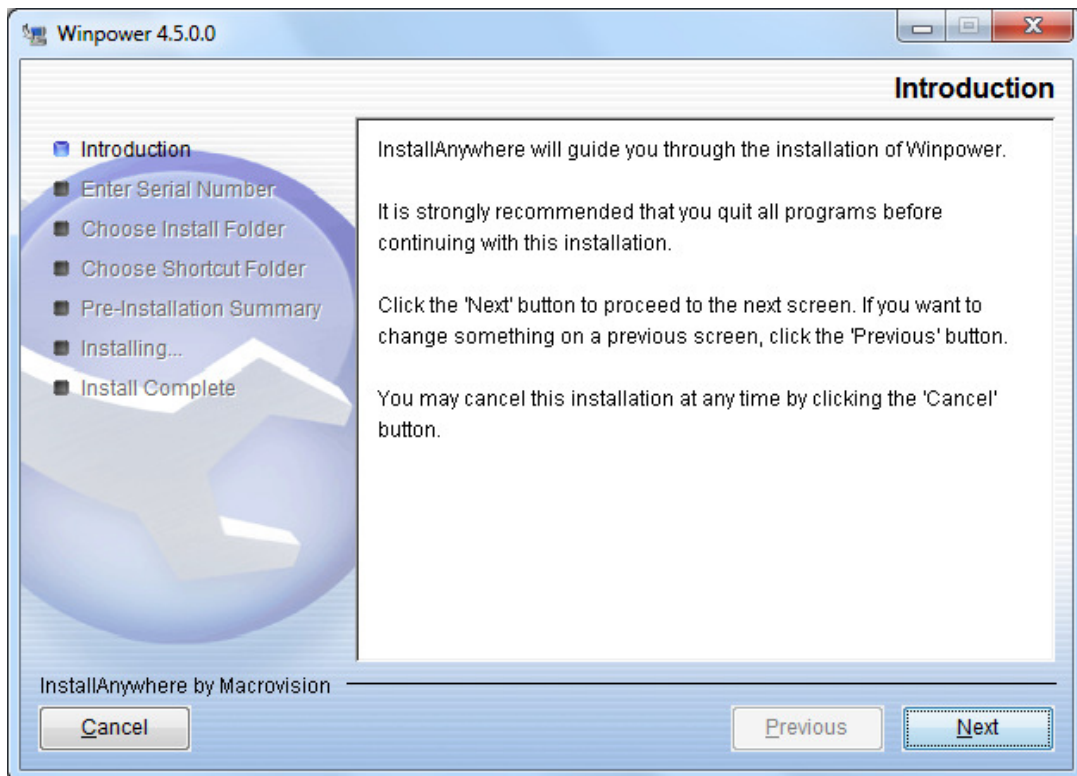 Winpower 4.5.0.0
Introduction
Introduction
Enter Serial Number
Choose Install Folder
Choose Shortcut Folder
Pre-Installation Summary
Installing...
Install Complete
InstallAnywhere will guide you through the installation of Winpower.
It is strongly recommended that you quit all programs before
continuing with this installation.
Click the 'Next' button to proceed to the next screen. If you want to
change something on a previous screen, click the 'Previous' button.
You may cancel this installation at any time by clicking the 'Cancel'
button.
InstallAnywhere by Macrovision
Cancel
Previous
Next